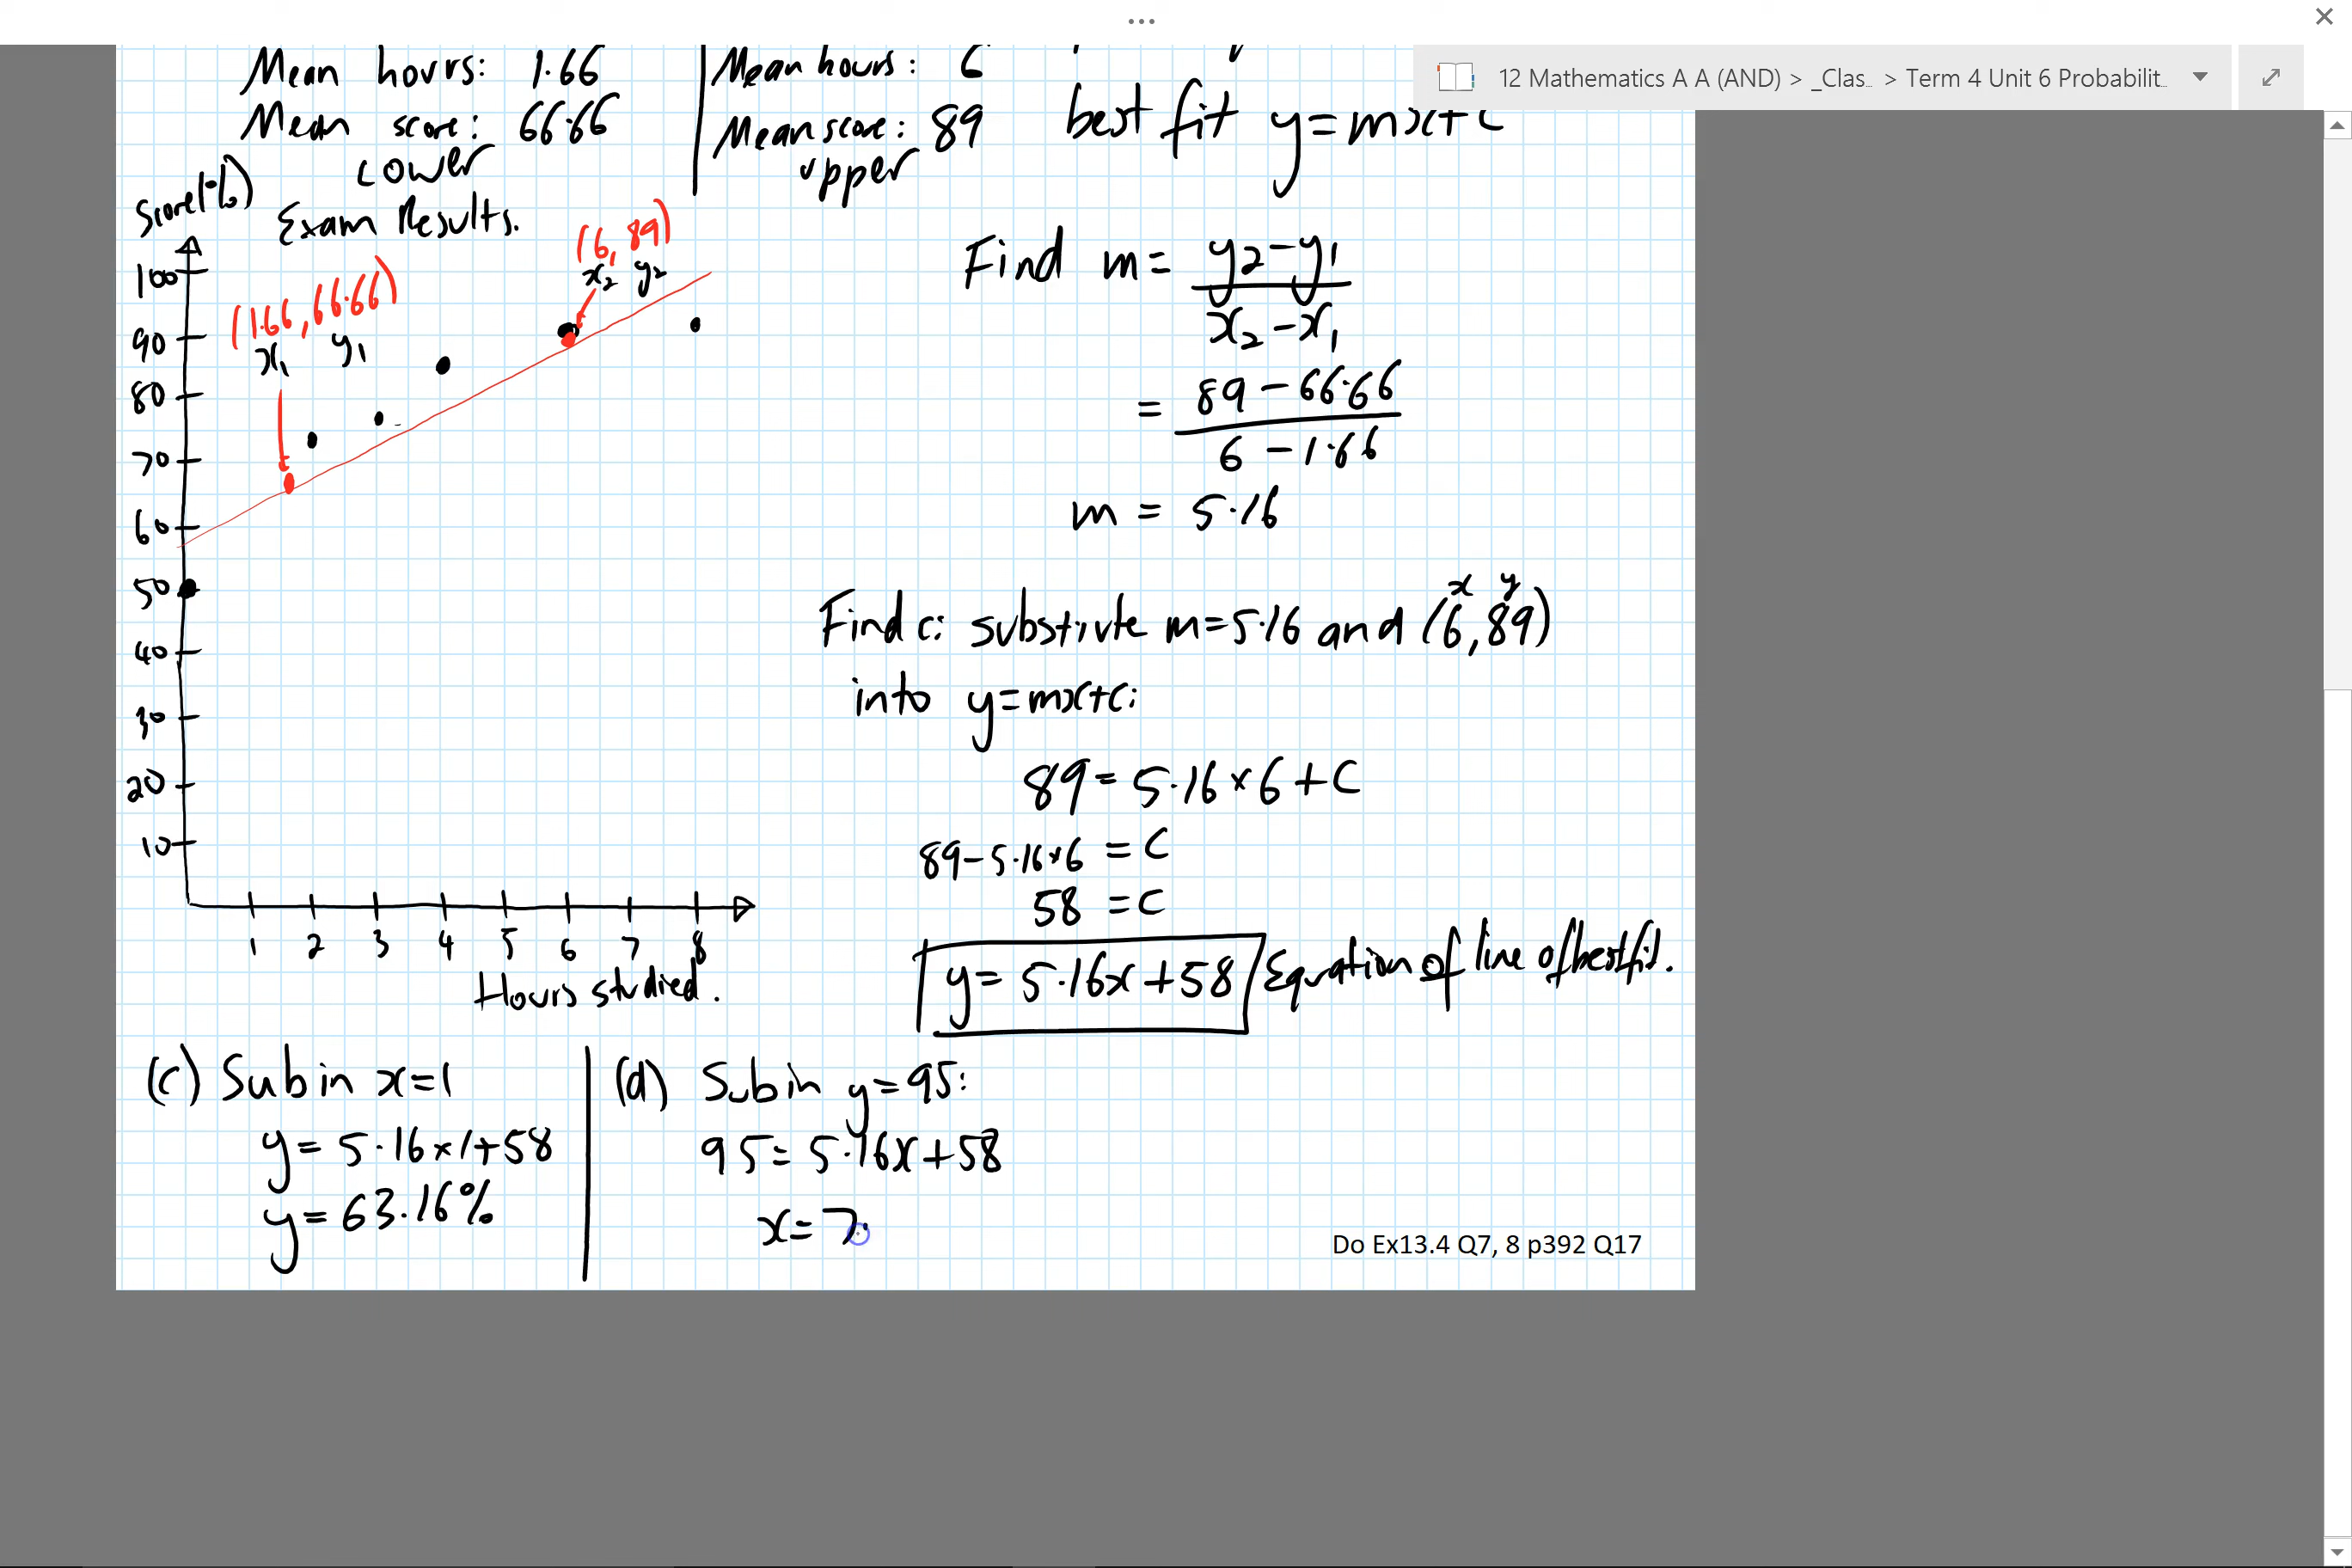 12 Mathematics A A (AND) > _Clas... > Term 4 Unit 6 Probabilit...
Mean hours: 1.66
Mean score: 66.66
Lower
Mean hours: 6
Mean score: 89
upper
best fit y=mx+c
Score(%)
Exam Results.
(1.66, 66.66)
x₁ y₁
(6, 89)
x₂ y₂
100
90
80
70
60
50
40
30
20
10
1 2 3 4 5 6 7 8
Hours studied.
Find m= y₂-y₁
x₂-x₁
= 89-66.66
6-1.66
m = 5.16
x y
Find c: substitute m=5.16 and (6, 89)
into y=mx+c:
89=5.16×6+C
89-5.16×6 =C
58 =C
y= 5.16x+58 Equation of line of best fit.
(c) Sub in x=1
y=5.16×1+58
y=63.16%
(d) Sub in y=95:
95=5.16x+58
x=7.
Do Ex13.4 Q7, 8 p392 Q17